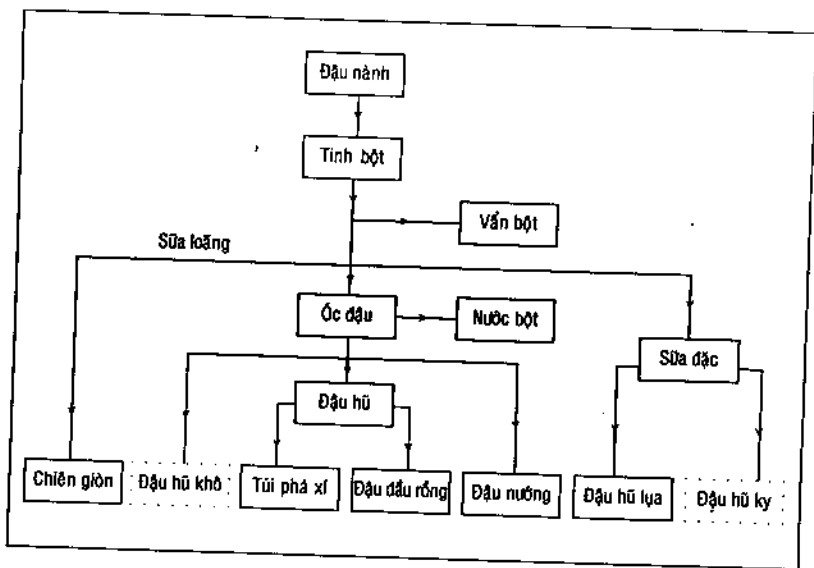 Đậu nành
Tinh bột
Vẩn bột
Sữa loãng
Óc đậu
Nước bột
Sữa đặc
Đậu hũ
Chiên giòn
Đậu hũ khô
Túi phá xí
Đậu đầu rồng
Đậu nướng
Đậu hũ lụa
Đậu hũ ky